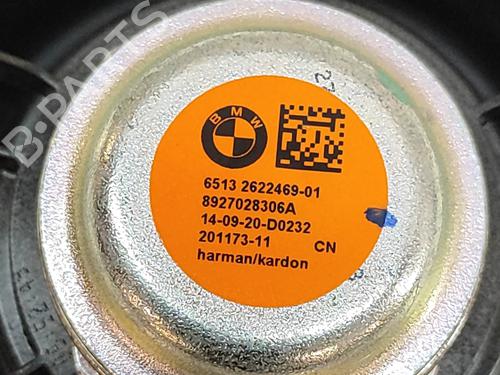 B-PARTS
BMW
6513 2622469-01
8927028306A
14-09-20-D0232
201173-11 CN
harman/kardon